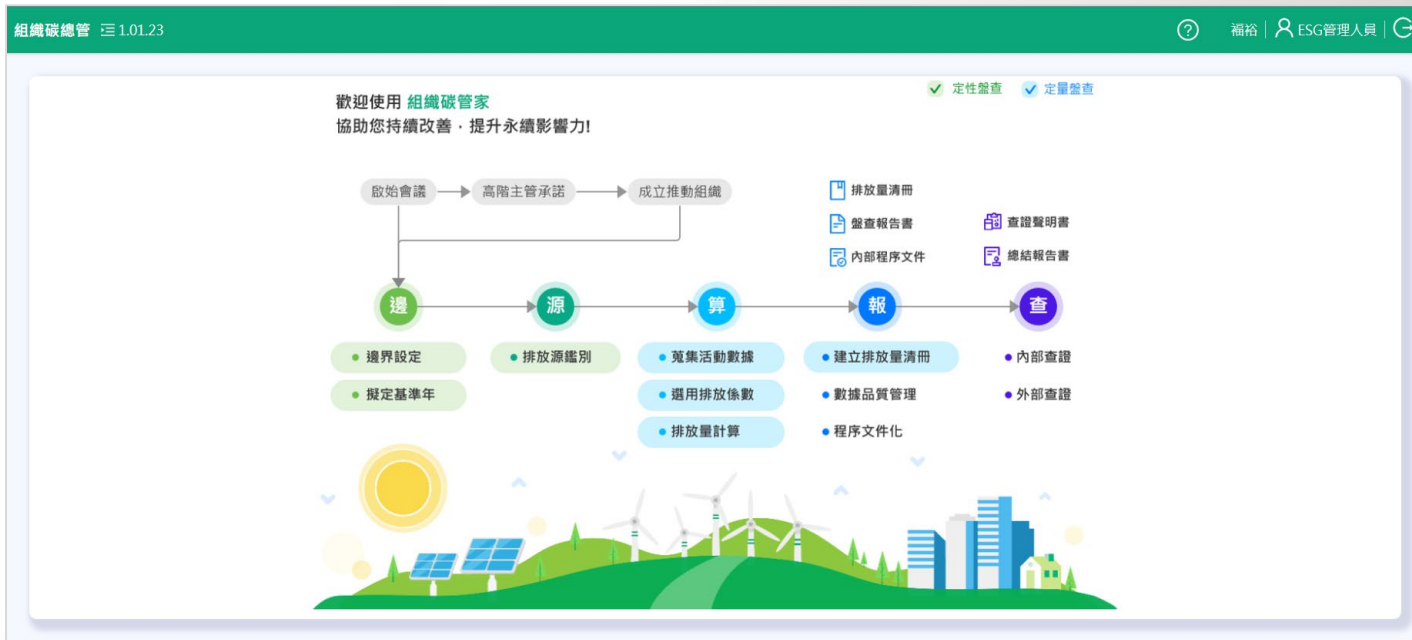 組織碳總管 1.01.23
? 福裕 | ESG管理人員 |
定性盤查 定量盤查
歡迎使用 組織碳管家
協助您持續改善．提升永續影響力!
啟始會議 高階主管承諾 成立推動組織
排放量清冊
盤查報告書
內部程序文件
查證聲明書
總結報告書
邊 源 算 報 查
邊界設定
擬定基準年
排放源鑑別
蒐集活動數據
選用排放係數
排放量計算
建立排放量清冊
數據品質管理
程序文件化
內部查證
外部查證